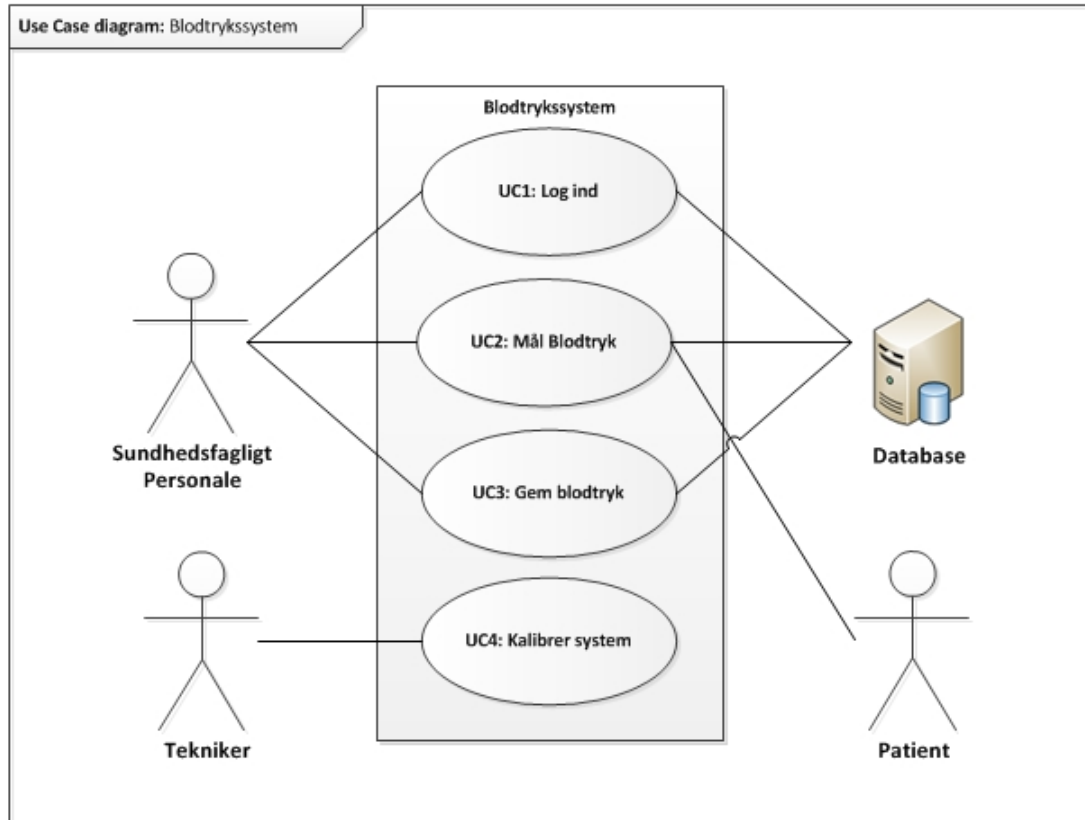 Use Case diagram: Blodtrykssystem
Blodtrykssystem
UC1: Log ind
UC2: Mål Blodtryk
UC3: Gem blodtryk
UC4: Kalibrer system
Sundhedsfagligt
Personale
Database
Tekniker
Patient